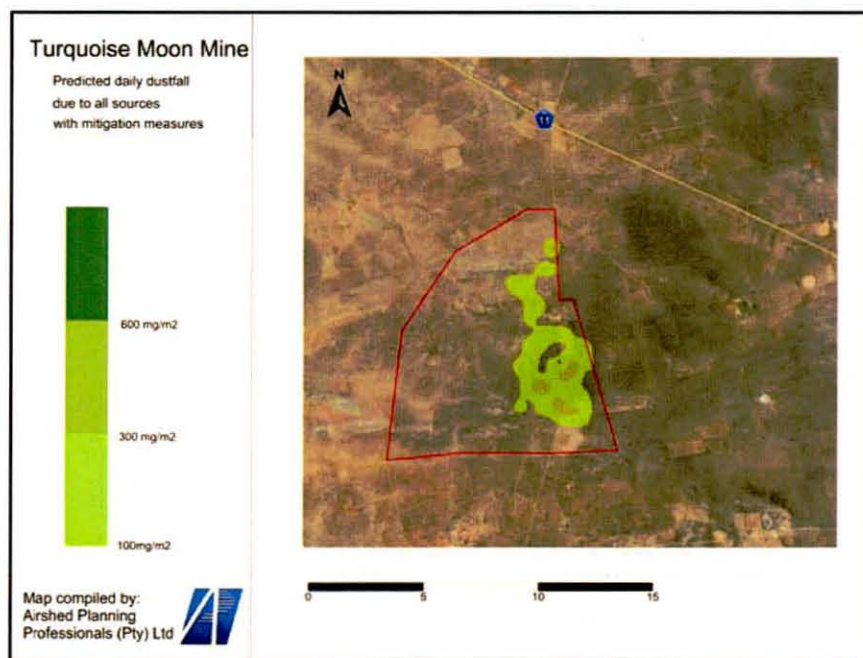 Turquoise Moon Mine
Predicted daily dustfall
due to all sources
with mitigation measures
600 mg/m2
300 mg/m2
100mg/m2
Map compiled by:
Airshed Planning
Professionals (Pty) Ltd
N
11
0
5
10
15